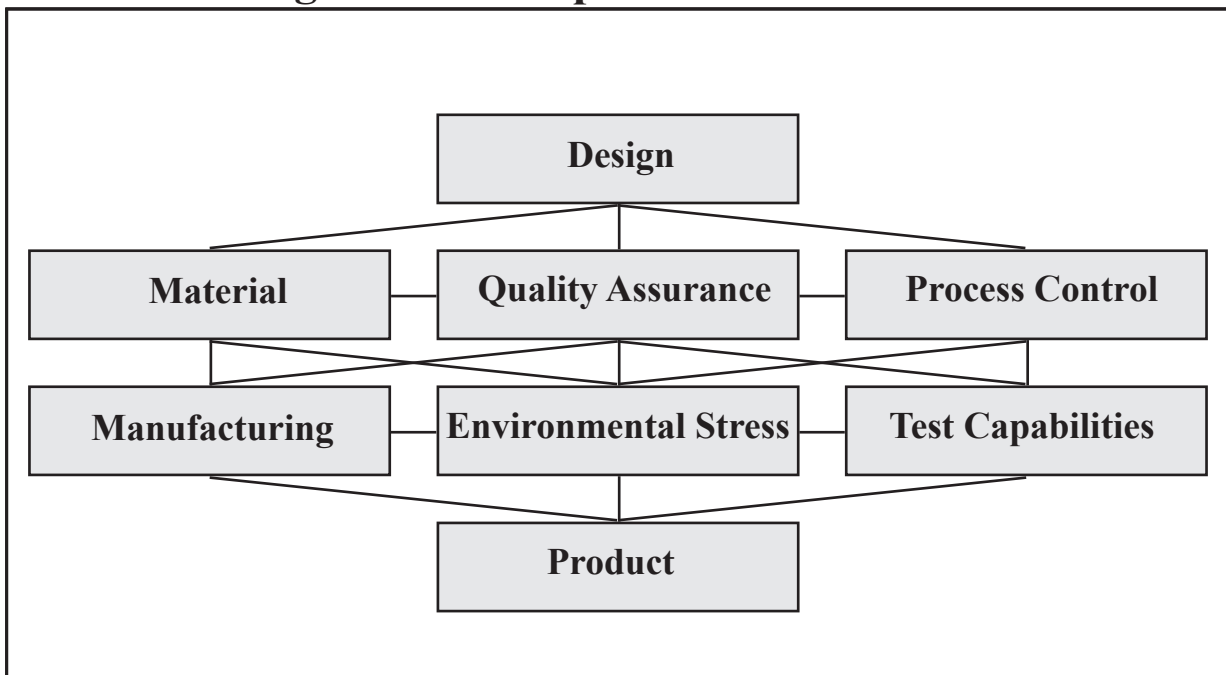 Design
Material
Quality Assurance
Process Control
Manufacturing
Environmental Stress
Test Capabilities
Product